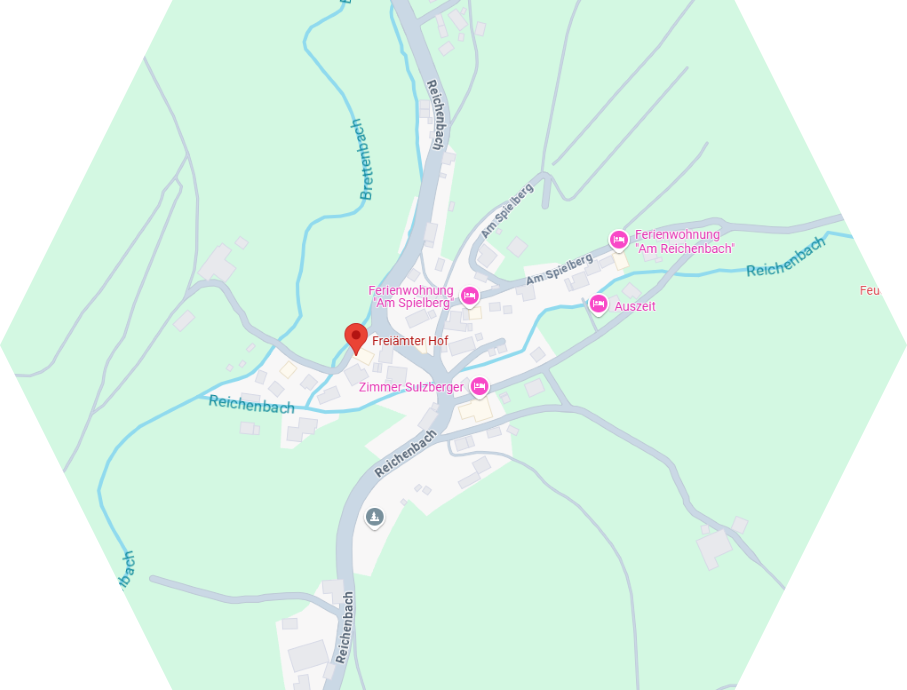 Reichenbach
Brettenbach
Am Spielberg
Ferienwohnung
"Am Reichenbach"
Am Spielberg
Reichenbach
Ferienwohnung
"Am Spielberg"
Auszeit
Feu
Freiämter Hof
Zimmer Sulzberger
Reichenbach
Reichenbach
Reichenbach